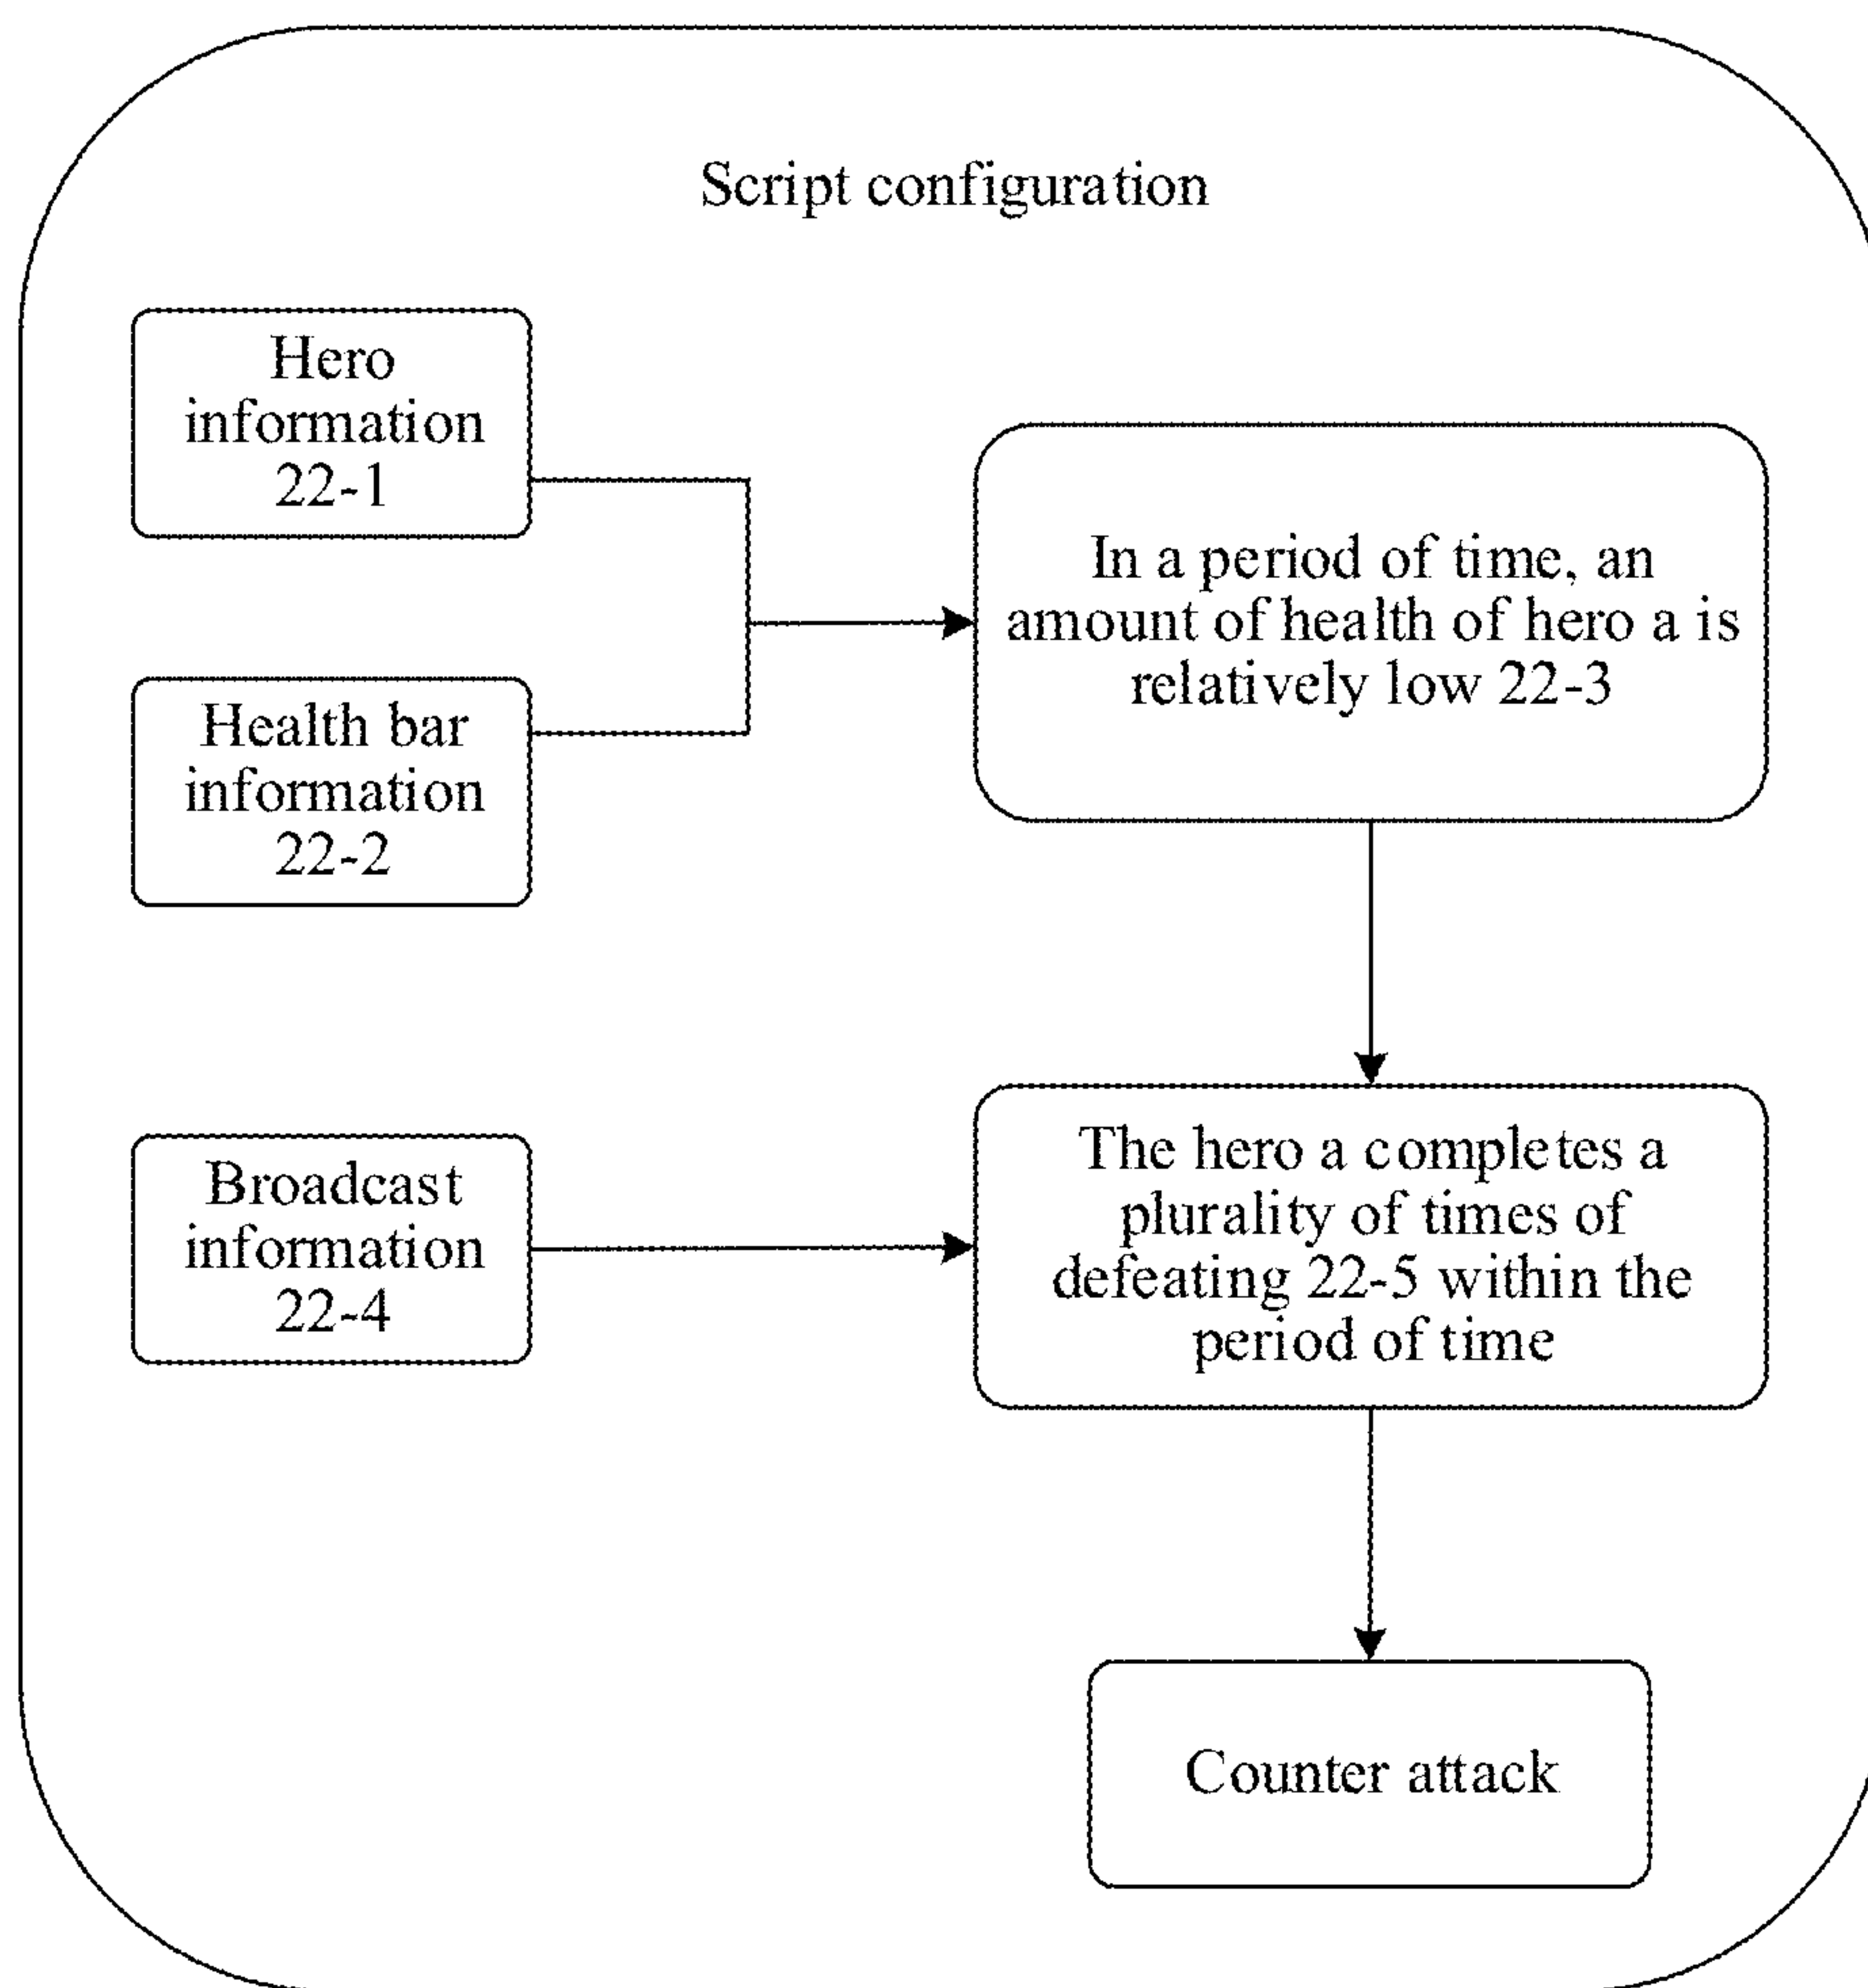 Script configuration
Hero
information
22-1
Health bar
information
22-2
In a period of time, an
amount of health of hero a is
relatively low 22-3
Broadcast
information
22-4
The hero a completes a
plurality of times of
defeating 22-5 within the
period of time
Counter attack